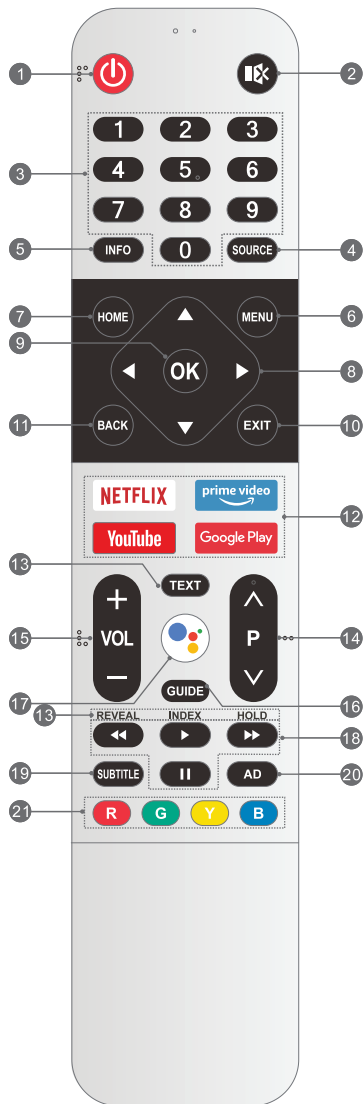 1 2
1 2 3
3 4 5 6
7 8 9
5 INFO 0 SOURCE 4
7 HOME MENU 6
9 OK 8
11 BACK EXIT 10
NETFLIX prime video
12
YouTube Google Play
13 TEXT
+
15 VOL P 14
17 GUIDE 16
13 REVEAL INDEX HOLD
18
19 SUBTITLE AD 20
21 R G Y B